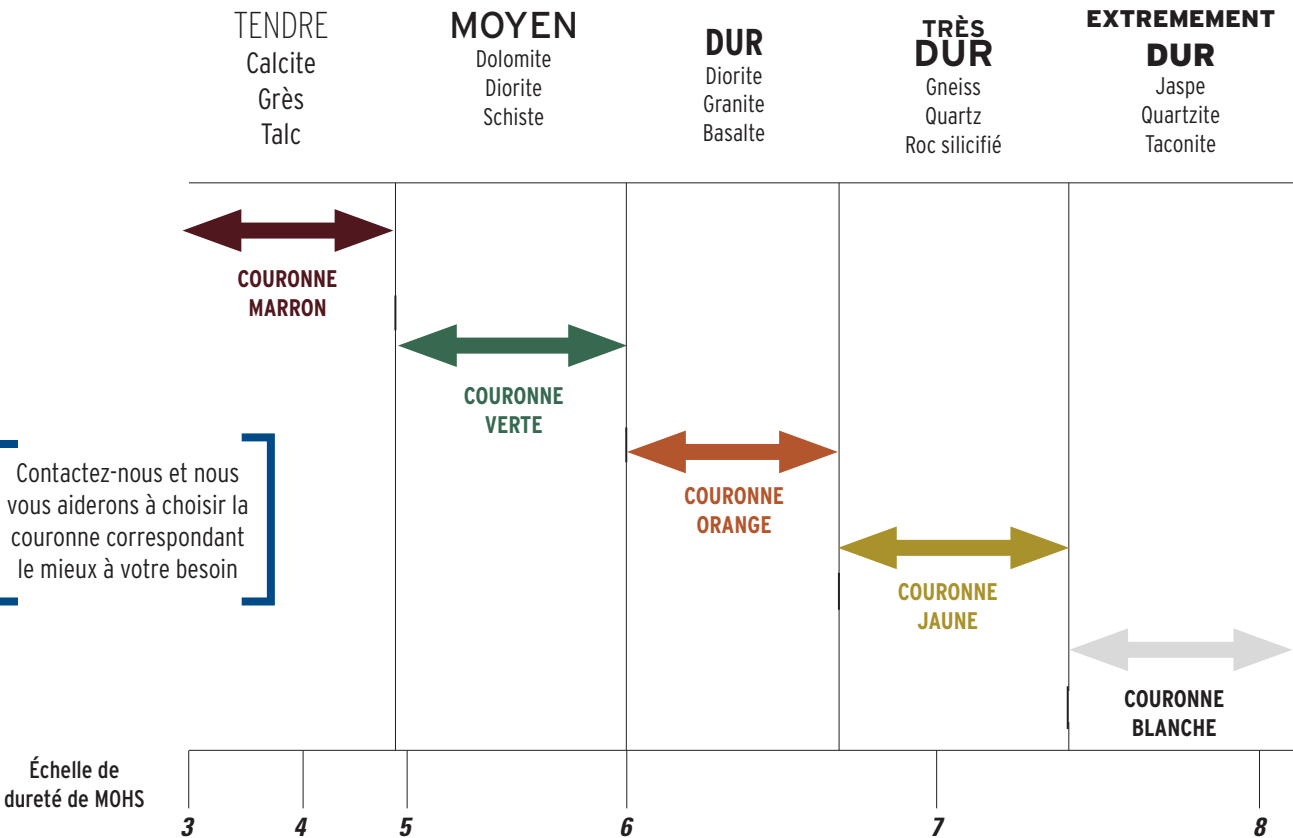 TENDRE
Calcite
Grès
Talc
MOYEN
Dolomite
Diorite
Schiste
DUR
Diorite
Granite
Basalte
TRÈS
DUR
Gneiss
Quartz
Roc silicifié
EXTREMEMENT
DUR
Jaspe
Quartzite
Taconite
COURONNE
MARRON
COURONNE
VERTE
COURONNE
ORANGE
COURONNE
JAUNE
COURONNE
BLANCHE
Contactez-nous et nous
vous aiderons à choisir la
couronne correspondant
le mieux à votre besoin
Échelle de
dureté de MOHS
3 4 5 6 7 8